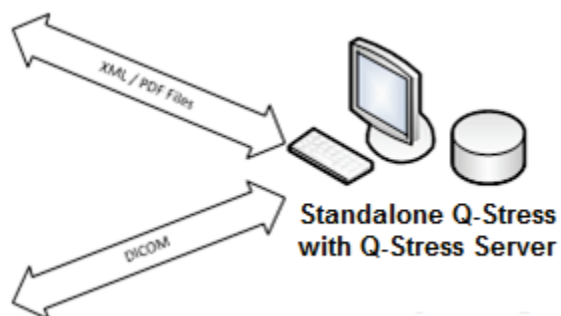 XML / PDF Files
Standalone Q-Stress
with Q-Stress Server
DICOM